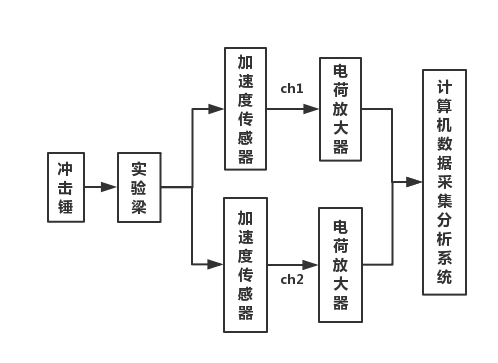 冲击锤
实验梁
加速度传感器
ch1
电荷放大器
加速度传感器
ch2
电荷放大器
计算机数据采集分析系统